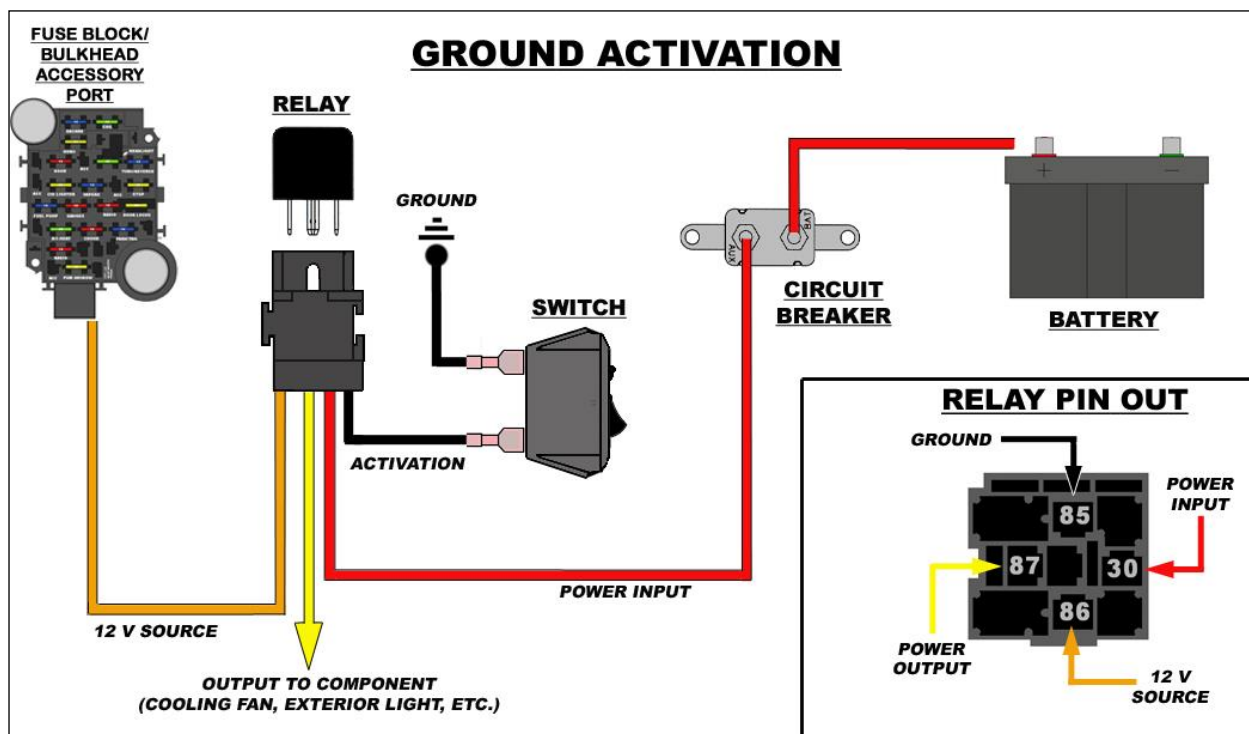 FUSE BLOCK/
BULKHEAD
ACCESSORY
PORT
GROUND ACTIVATION
RELAY
GROUND
SWITCH
ACTIVATION
AUX
BAT
CIRCUIT
BREAKER
+
−
BATTERY
POWER INPUT
12 V SOURCE
OUTPUT TO COMPONENT
(COOLING FAN, EXTERIOR LIGHT, ETC.)
RELAY PIN OUT
GROUND
POWER
INPUT
85
87
30
86
POWER
OUTPUT
12 V
SOURCE